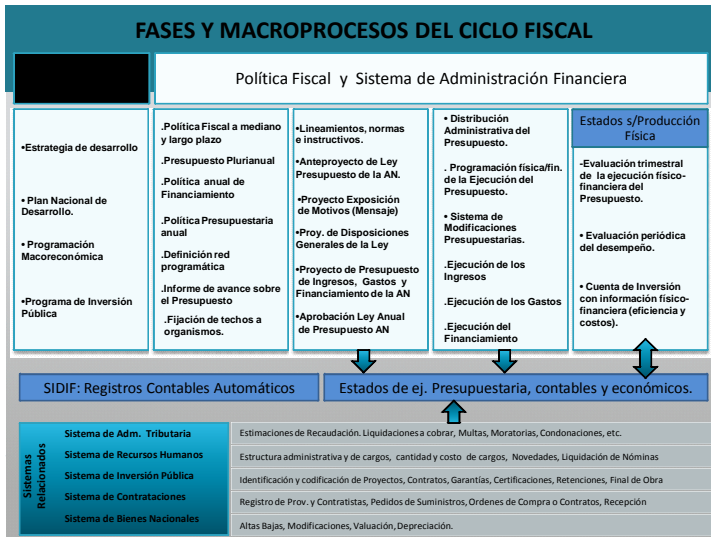 FASES Y MACROPROCESOS DEL CICLO FISCAL
Política Fiscal y Sistema de Administración Financiera
•Estrategia de desarrollo
• Plan Nacional de
Desarrollo.
• Programación
Macoreconómica
•Programa de Inversión
Pública
.Política Fiscal a mediano
y largo plazo
.Presupuesto Plurianual
.Política anual de
Financiamiento
.Política Presupuestaria
anual
.Definición red
programática
.Informe de avance sobre
el Presupuesto
.Fijación de techos a
organismos.
•Lineamientos, normas
e instructivos.
•Anteproyecto de Ley
Presupuesto de la AN.
•Proyecto Exposición
de Motivos (Mensaje)
•Proy. de Disposiciones
Generales de la Ley
•Proyecto de Presupuesto
de Ingresos, Gastos y
Financiamiento de la AN
•Aprobación Ley Anual
de Presupuesto AN
• Distribución
Administrativa del
Presupuesto.
. Programación física/fin.
de la Ejecución del
Presupuesto.
• Sistema de
Modificaciones
Presupuestarias.
.Ejecución de los
Ingresos
.Ejecución de los Gastos
.Ejecución del
Financiamiento
Estados s/Producción
Física
-Evaluación trimestral
de la ejecución físico-
financiera del
Presupuesto.
• Evaluación periódica
del desempeño.
• Cuenta de Inversión
con información físico-
financiera (eficiencia y
costos).
SIDIF: Registros Contables Automáticos
Estados de ej. Presupuestaria, contables y económicos.
Sistemas
Relacionados
Sistema de Adm. Tributaria
Estimaciones de Recaudación. Liquidaciones a cobrar, Multas, Moratorias, Condonaciones, etc.
Sistema de Recursos Humanos
Estructura administrativa y de cargos, cantidad y costo de cargos, Novedades, Liquidación de Nóminas
Sistema de Inversión Pública
Identificación y codificación de Proyectos, Contratos, Garantías, Certificaciones, Retenciones, Final de Obra
Sistema de Contrataciones
Registro de Prov. y Contratistas, Pedidos de Suministros, Ordenes de Compra o Contratos, Recepción
Sistema de Bienes Nacionales
Altas Bajas, Modificaciones, Valuación, Depreciación.